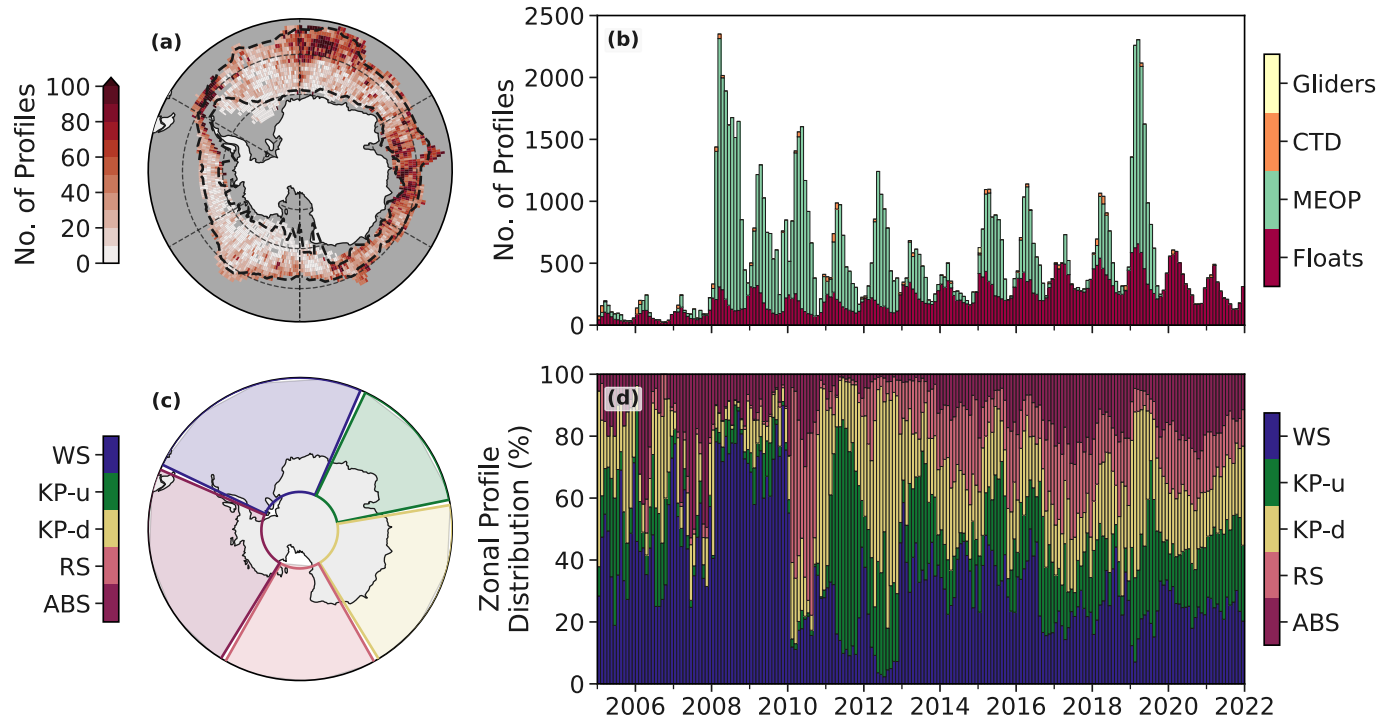 (a)
No. of Profiles
100
80
60
40
20
0
(b)
No. of Profiles
2500
2000
1500
1000
500
0
Gliders
CTD
MEOP
Floats
(c)
WS
KP-u
KP-d
RS
ABS
(d)
Zonal Profile
Distribution (%)
100
80
60
40
20
0
2006 2008 2010 2012 2014 2016 2018 2020 2022
WS
KP-u
KP-d
RS
ABS